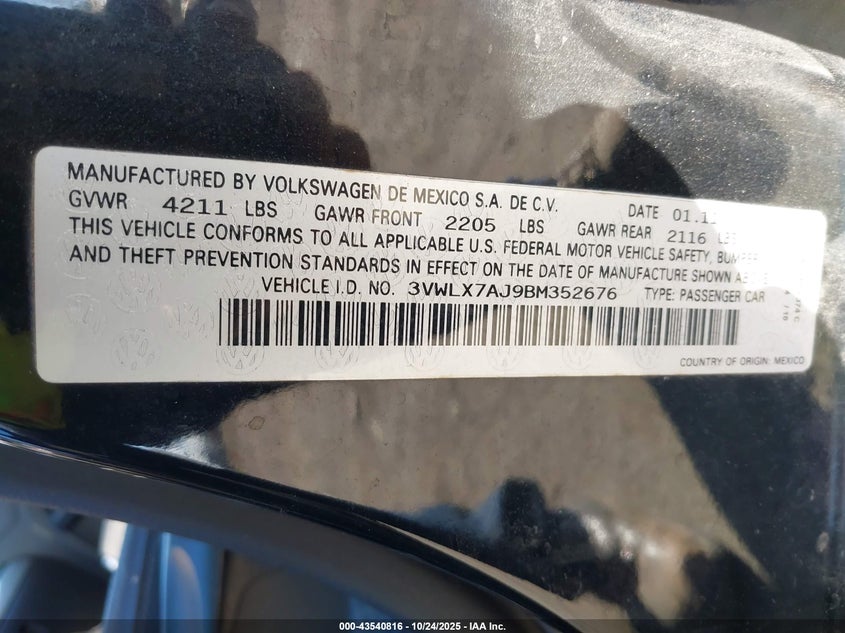 MANUFACTURED BY VOLKSWAGEN DE MEXICO S.A. DE C.V. DATE
GVWR 4211 LBS GAWR FRONT 2205 LBS GAWR REAR 2116
THIS VEHICLE CONFORMS TO ALL APPLICABLE U.S. FEDERAL MOTOR VEHICLE SAFETY,
AND THEFT PREVENTION STANDARDS IN EFFECT ON THE DATE OF MANUFACTURE SHOWN
VEHICLE I.D. NO. 3VWLX7AJ9BM352676 TYPE: PASSENGER CAR
COUNTRY OF ORIGIN: MEXICO
000-43540816 - 10/24/2025 - IAA Inc.